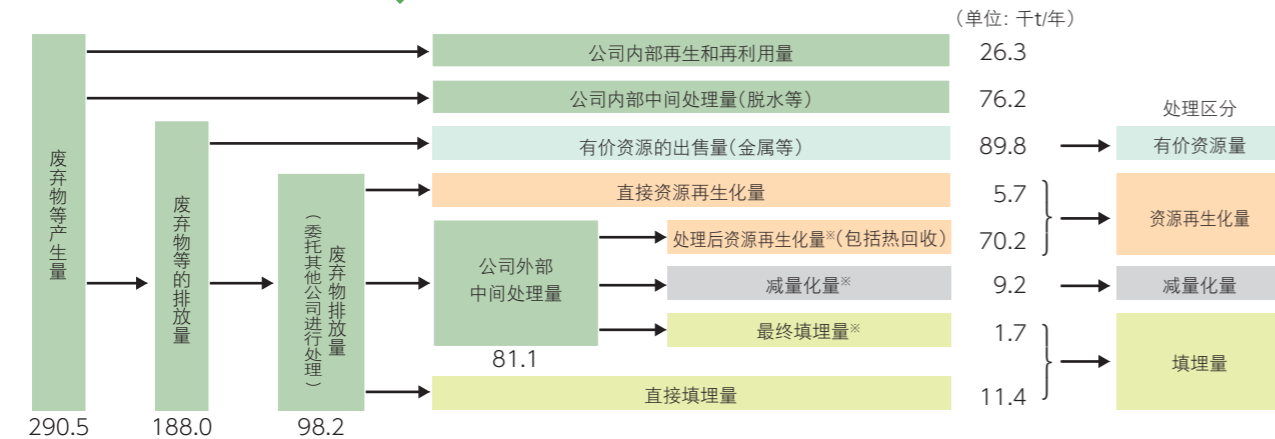 （单位: 千t/年）
公司内部再生和再利用量 26.3
公司内部中间处理量（脱水等） 76.2
处理区分
有价资源的出售量（金属等） 89.8 有价资源量
直接资源再生化量 5.7
处理后资源再生化量※（包括热回收） 70.2
资源再生化量
减量化量※ 9.2 减量化量
最终填埋量※ 1.7
直接填埋量 11.4
填埋量
公司外部
中间处理量
81.1
废弃物等产生量
290.5
废弃物等的排放量
188.0
废弃物排放量
（委托其他公司进行处理）
98.2